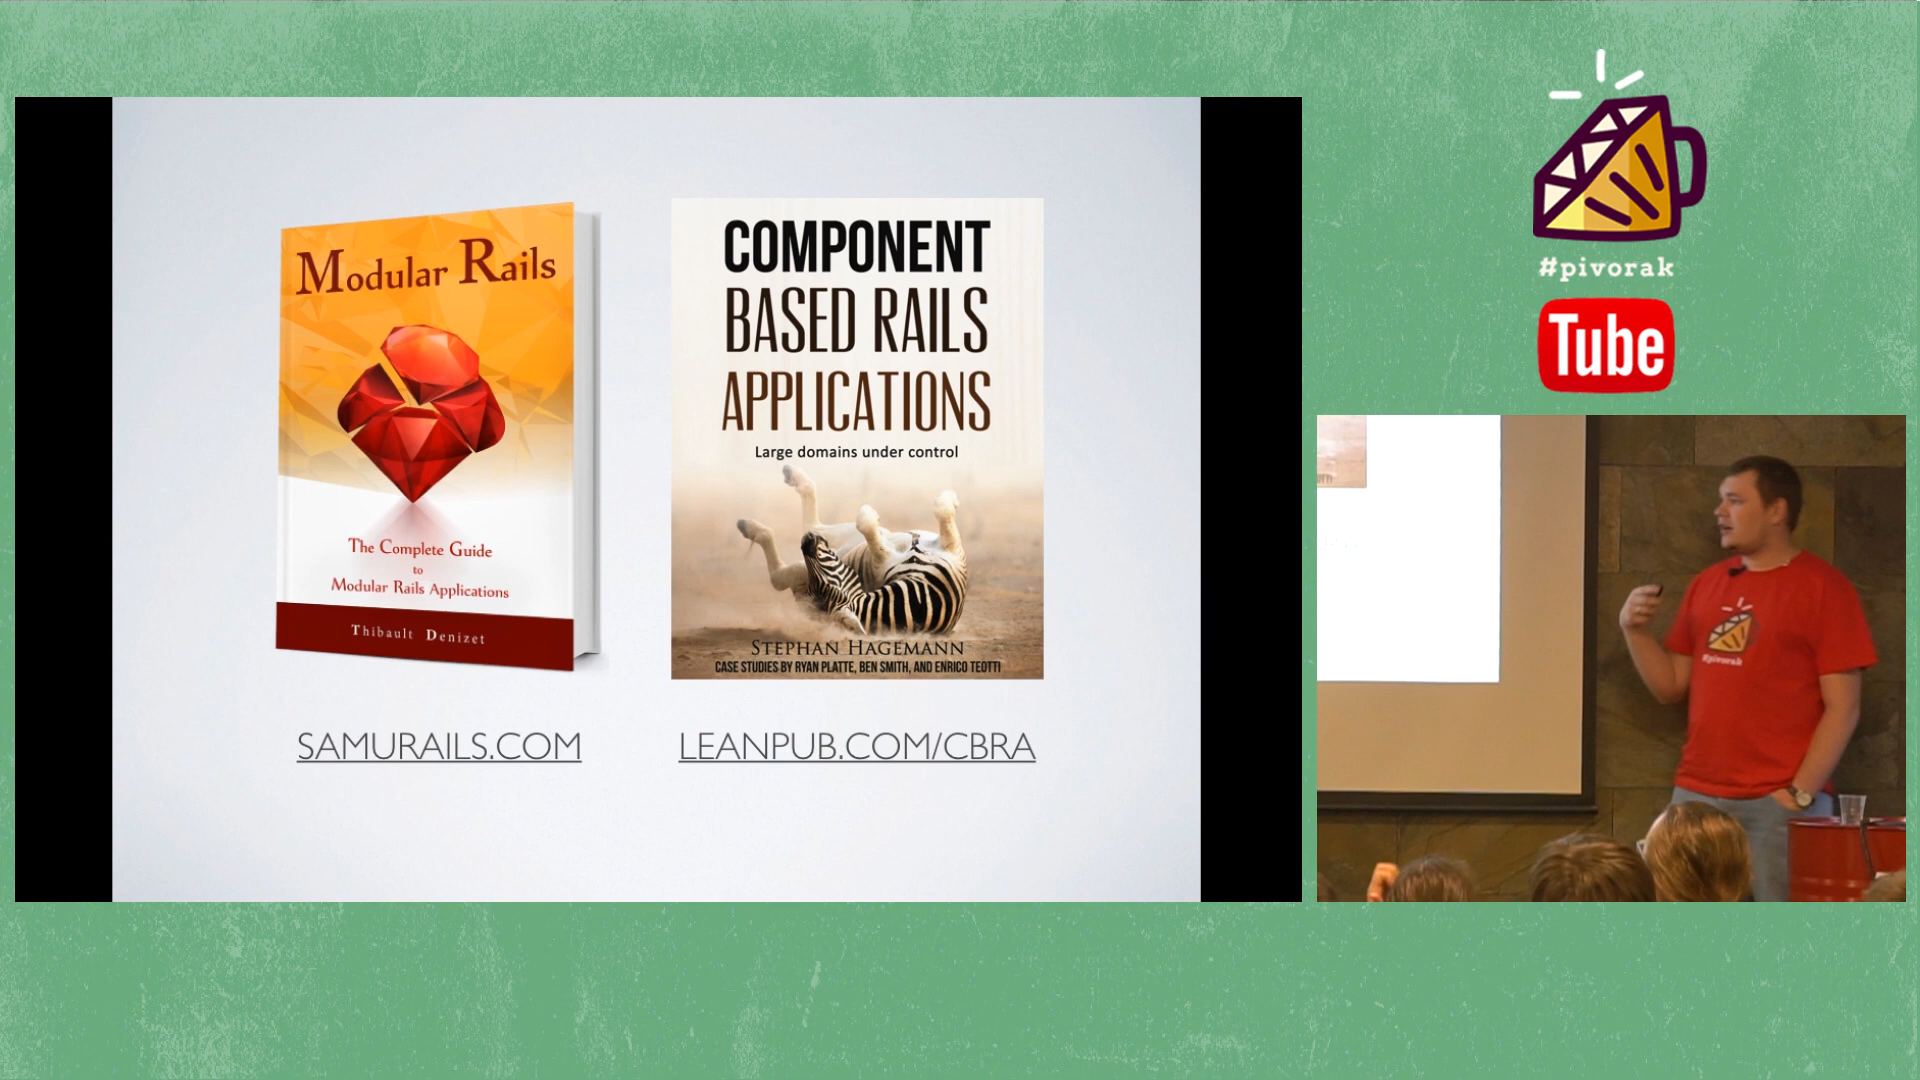 Modular Rails
The Complete Guide
to
Modular Rails Applications
Thibault Denizet
SAMURAILS.COM
COMPONENT
BASED RAILS
APPLICATIONS
Large domains under control
STEPHAN HAGEMANN
CASE STUDIES BY RYAN PLATTE, BEN SMITH, AND ENRICO TEOTTI
LEANPUB.COM/CBRA
#pivorak
Tube
#pivorak